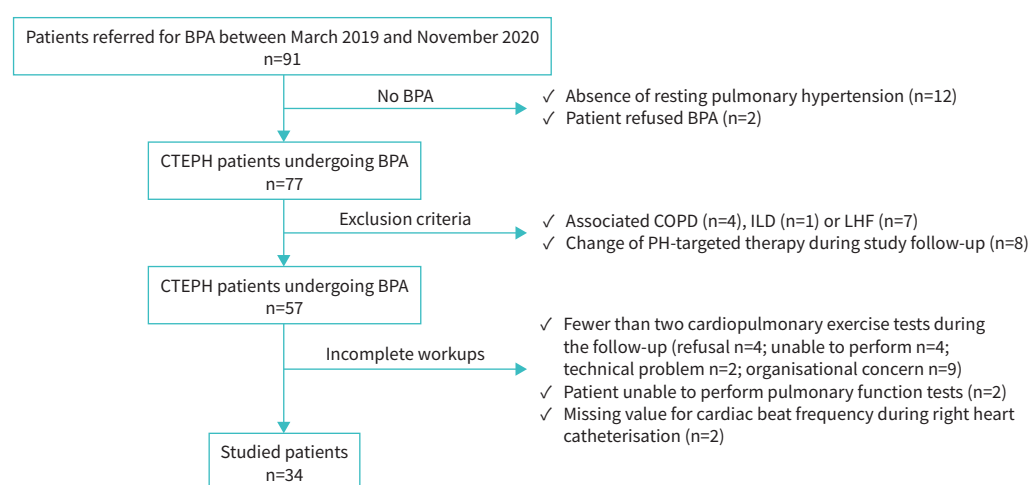 Patients referred for BPA between March 2019 and November 2020
n=91
No BPA
✓ Absence of resting pulmonary hypertension (n=12)
✓ Patient refused BPA (n=2)
CTEPH patients undergoing BPA
n=77
Exclusion criteria
✓ Associated COPD (n=4), ILD (n=1) or LHF (n=7)
✓ Change of PH-targeted therapy during study follow-up (n=8)
CTEPH patients undergoing BPA
n=57
Incomplete workups
✓ Fewer than two cardiopulmonary exercise tests during
the follow-up (refusal n=4; unable to perform n=4;
technical problem n=2; organisational concern n=9)
✓ Patient unable to perform pulmonary function tests (n=2)
✓ Missing value for cardiac beat frequency during right heart
catheterisation (n=2)
Studied patients
n=34